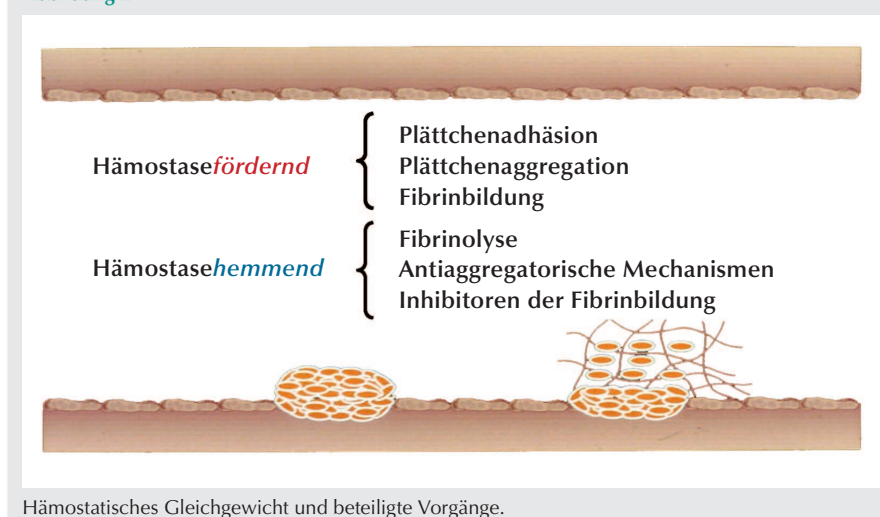 Plättchenadhäsion
Hämostasefördernd
Plättchenaggregation
Fibrinbildung
Fibrinolyse
Hämostasehemmend
Antiaggregatorische Mechanismen
Inhibitoren der Fibrinbildung
Hämostatisches Gleichgewicht und beteiligte Vorgänge.